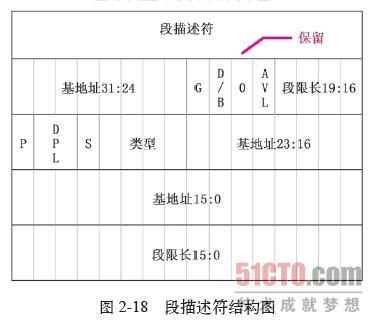 段描述符
保留
基地址31:24 G D/B 0 AVL 段限长19:16
P DPL S 类型 基地址23:16
基地址15:0
段限长15:0
51CTO.com
技术成就梦想
图 2-18 段描述符结构图